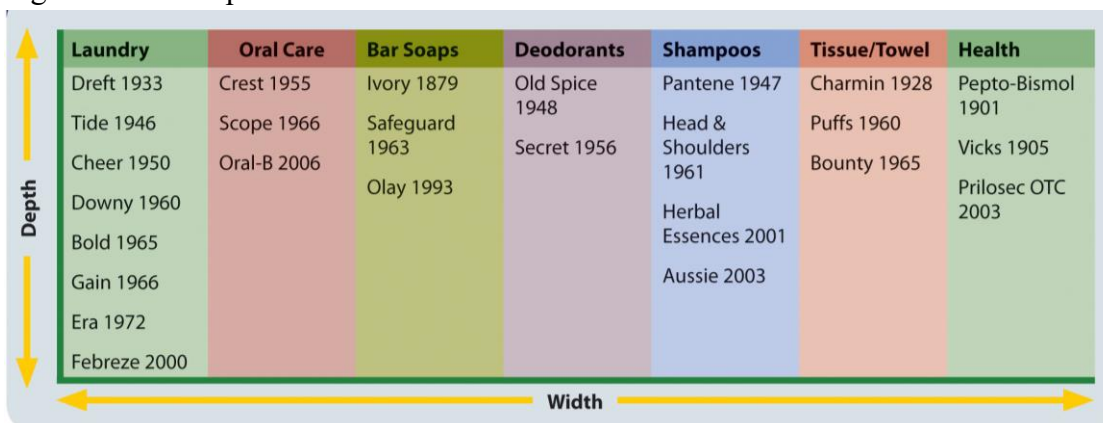 Depth
Laundry
Dreft 1933
Tide 1946
Cheer 1950
Downy 1960
Bold 1965
Gain 1966
Era 1972
Febreze 2000
Oral Care
Crest 1955
Scope 1966
Oral-B 2006
Bar Soaps
Ivory 1879
Safeguard
1963
Olay 1993
Deodorants
Old Spice
1948
Secret 1956
Shampoos
Pantene 1947
Head &
Shoulders
1961
Herbal
Essences 2001
Aussie 2003
Tissue/Towel
Charmin 1928
Puffs 1960
Bounty 1965
Health
Pepto-Bismol
1901
Vicks 1905
Prilosec OTC
2003
Width